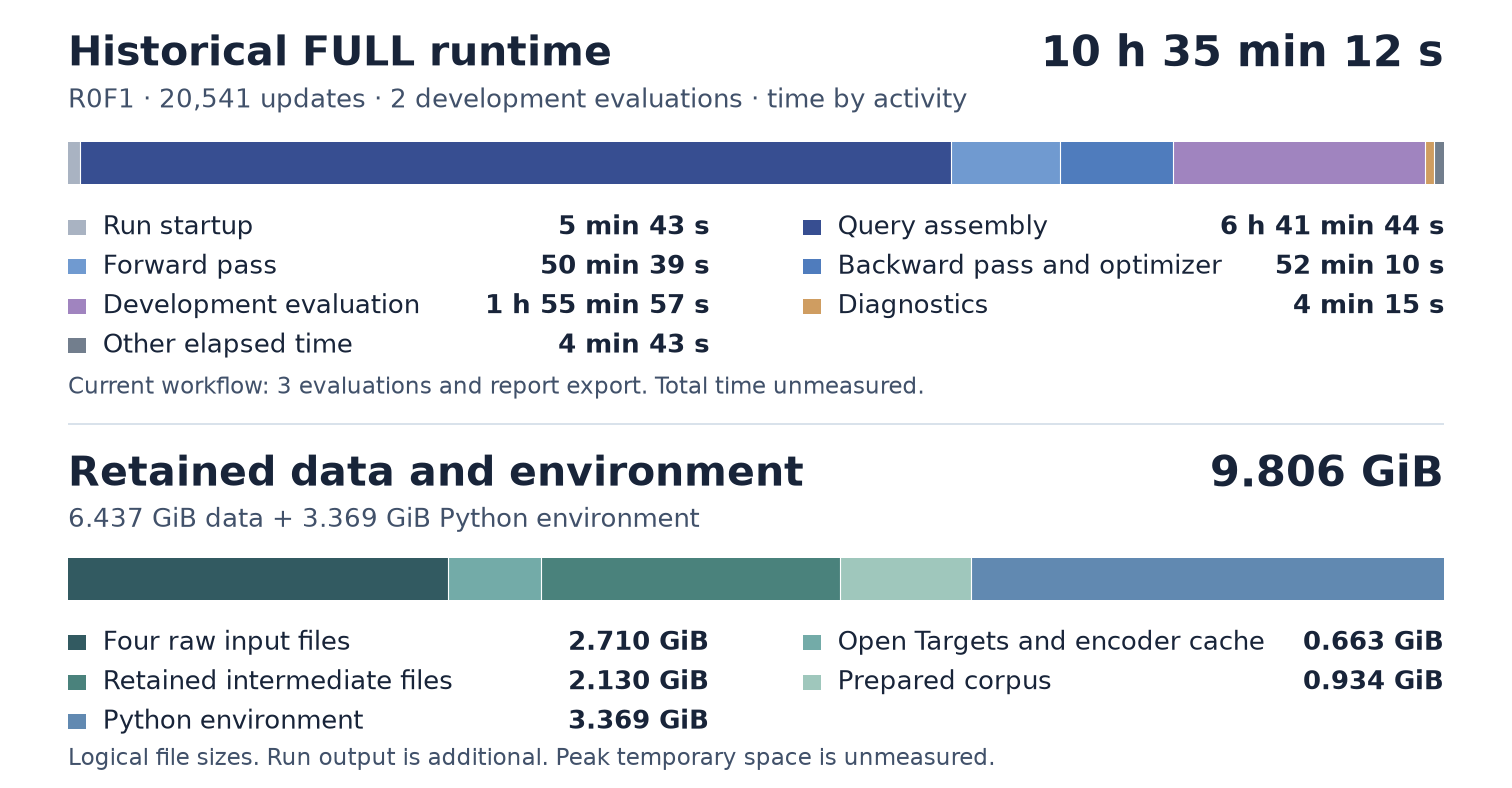 Historical FULL runtime 10 h 35 min 12 s
R0F1 · 20,541 updates · 2 development evaluations · time by activity
Run startup 5 min 43 s Query assembly 6 h 41 min 44 s
Forward pass 50 min 39 s Backward pass and optimizer 52 min 10 s
Development evaluation 1 h 55 min 57 s Diagnostics 4 min 15 s
Other elapsed time 4 min 43 s
Current workflow: 3 evaluations and report export. Total time unmeasured.
Retained data and environment 9.806 GiB
6.437 GiB data + 3.369 GiB Python environment
Four raw input files 2.710 GiB Open Targets and encoder cache 0.663 GiB
Retained intermediate files 2.130 GiB Prepared corpus 0.934 GiB
Python environment 3.369 GiB
Logical file sizes. Run output is additional. Peak temporary space is unmeasured.